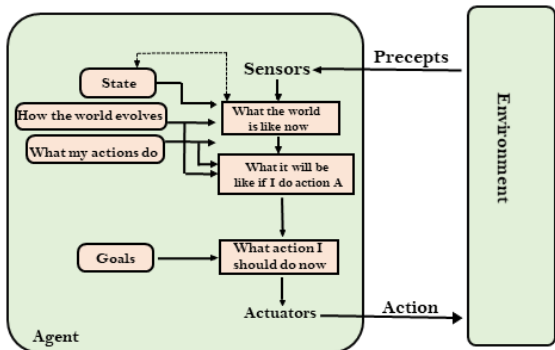 Sensors
Precepts
State
How the world evolves
What the world
is like now
What my actions do
What it will be
like if I do action A
Goals
What action I
should do now
Actuators
Action
Agent
Environment